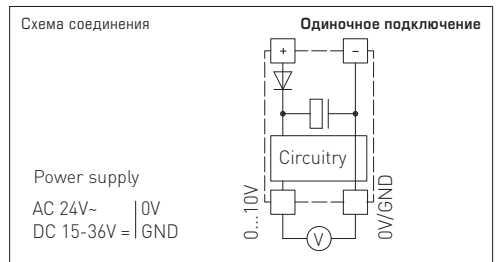 Схема соединения
Одиночное подключение
+ −
Circuitry
Power supply
AC 24V~ | 0V
DC 15-36V = | GND
0...10V
0V/GND
V